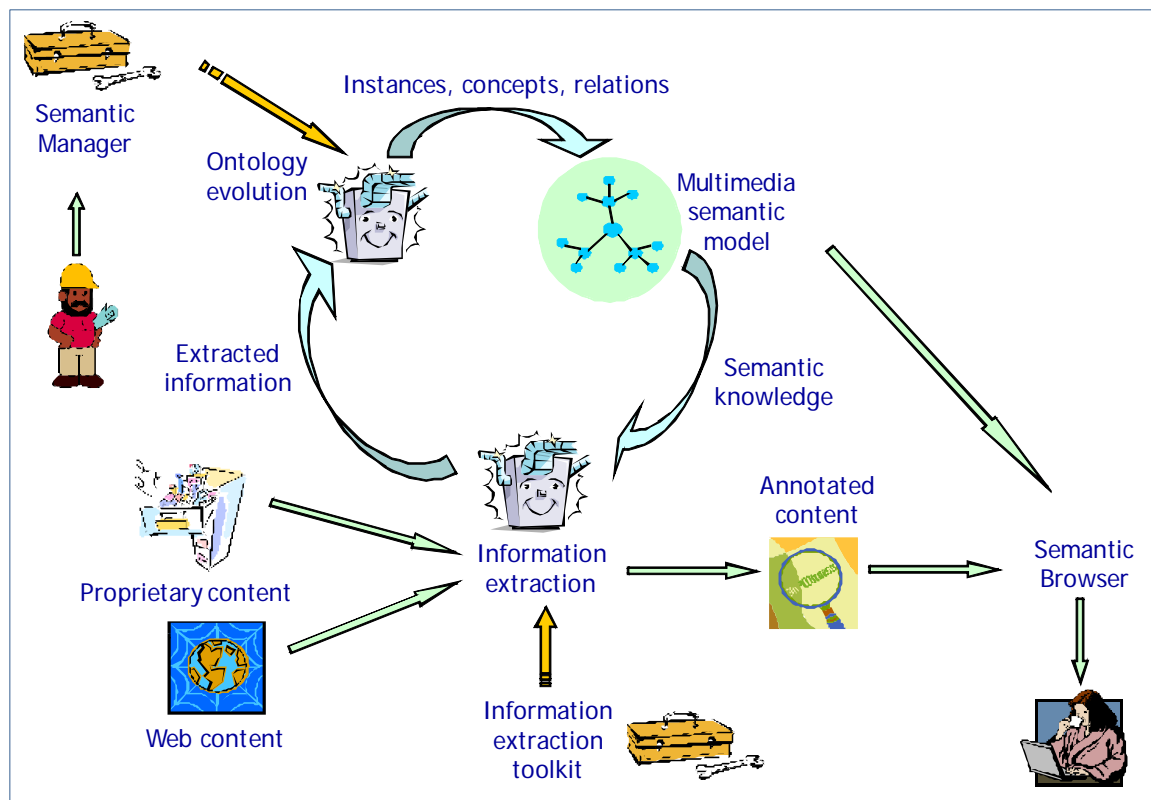 Instances, concepts, relations
Semantic
Manager
Ontology
evolution
Multimedia
semantic
model
Extracted
information
Semantic
knowledge
Annotated
content
Proprietary content
Information
extraction
Semantic
Browser
Web content
Information
extraction
toolkit